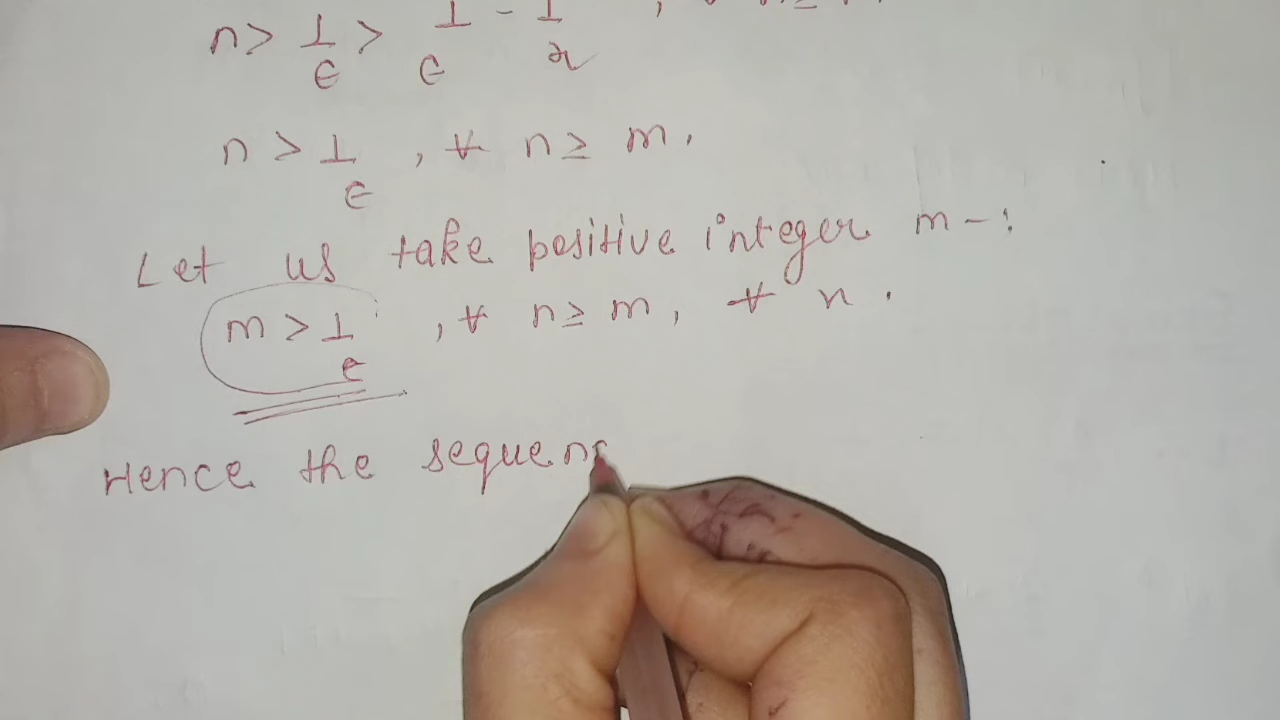 n > 1/ϵ > 1/ϵ - 1/x ,
n > 1/ϵ , ∀ n ≥ m.
Let us take positive integer m -:
m > 1/ϵ , ∀ n ≥ m, ∀ x.
Hence the sequen